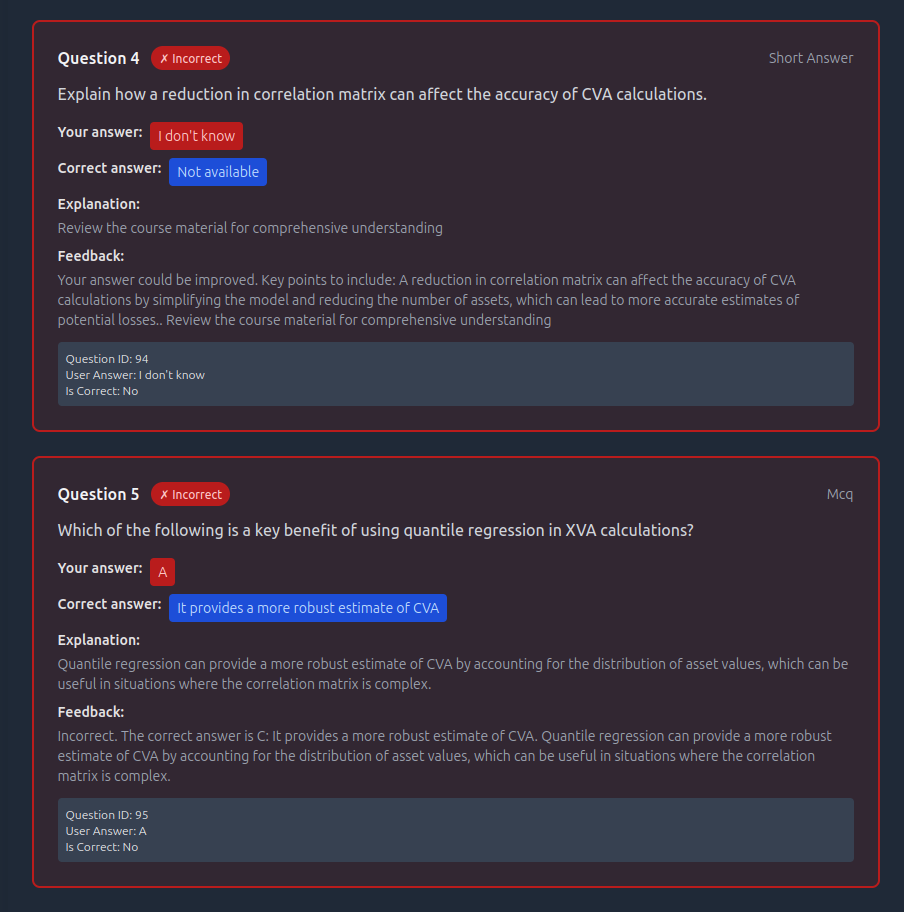 Question 4 ✗ Incorrect Short Answer
Explain how a reduction in correlation matrix can affect the accuracy of CVA calculations.
Your answer: I don't know
Correct answer: Not available
Explanation:
Review the course material for comprehensive understanding
Feedback:
Your answer could be improved. Key points to include: A reduction in correlation matrix can affect the accuracy of CVA
calculations by simplifying the model and reducing the number of assets, which can lead to more accurate estimates of
potential losses.. Review the course material for comprehensive understanding
Question ID: 94
User Answer: I don't know
Is Correct: No
Question 5 ✗ Incorrect Mcq
Which of the following is a key benefit of using quantile regression in XVA calculations?
Your answer: A
Correct answer: It provides a more robust estimate of CVA
Explanation:
Quantile regression can provide a more robust estimate of CVA by accounting for the distribution of asset values, which can be
useful in situations where the correlation matrix is complex.
Feedback:
Incorrect. The correct answer is C: It provides a more robust estimate of CVA. Quantile regression can provide a more robust
estimate of CVA by accounting for the distribution of asset values, which can be useful in situations where the correlation
matrix is complex.
Question ID: 95
User Answer: A
Is Correct: No